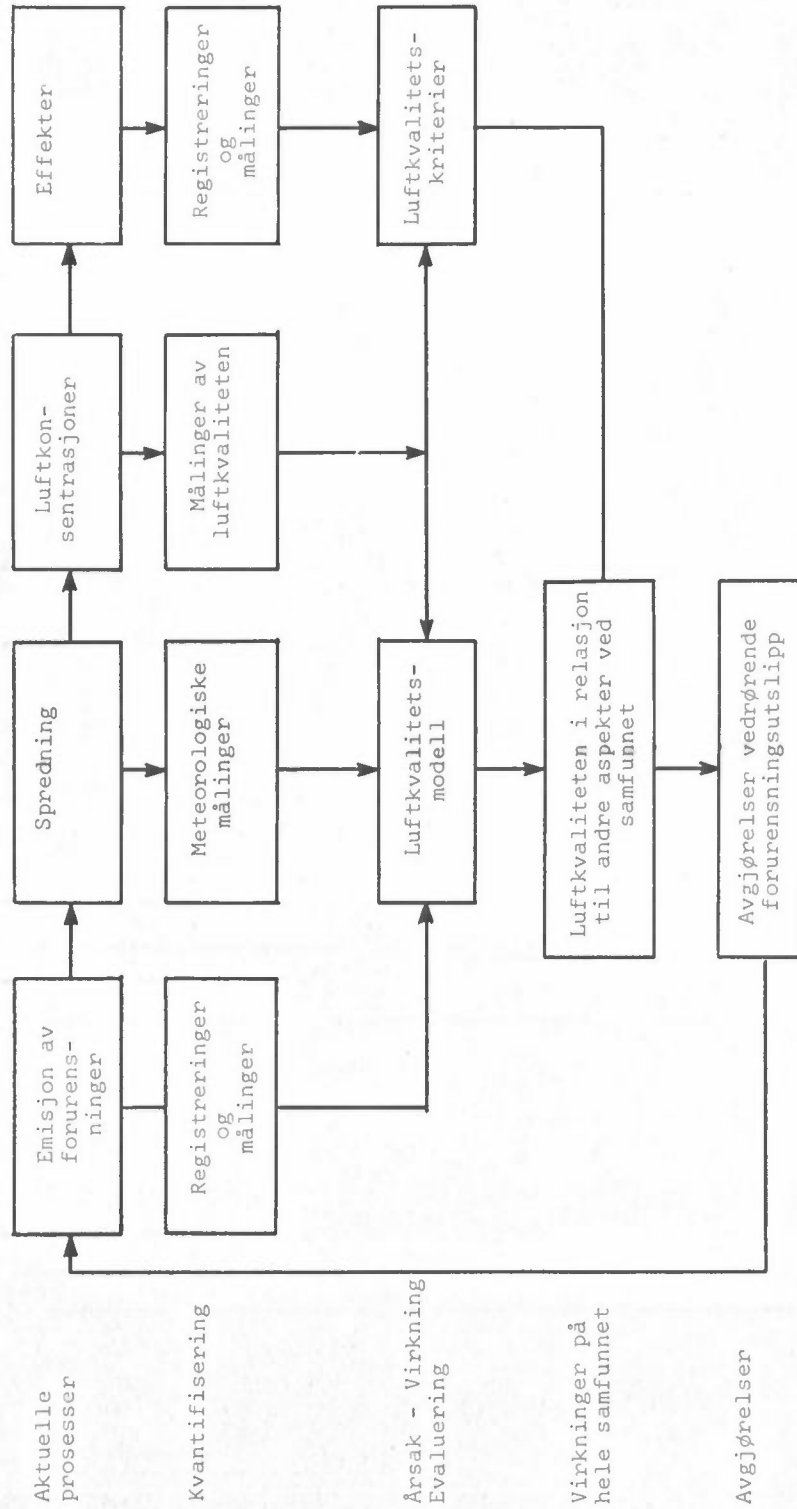 Aktuelle
prosesser
Emisjon av
forurens-
ninger
Spredning
Luftkon-
sentrasjoner
Effekter
Kvantifisering
Registreringer
og
målinger
Meteorologiske
målinger
Målinger av
luftkvaliteten
Registreringer
og
målinger
Årsak - Virkning
Evaluering
Luftkvalitets-
modell
Luftkvalitets-
kriterier
Virkninger på
hele samfunnet
Luftkvaliteten i relasjon
til andre aspekter ved
samfunnet
Avgjørelser
Avgjørelser vedrørende
forurensningsutslipp